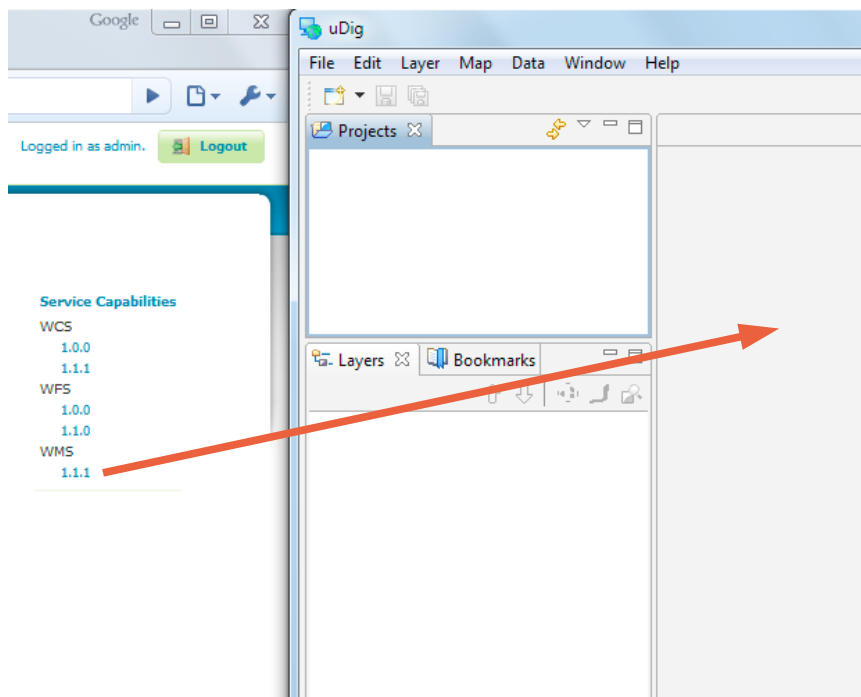 Google
Logged in as admin.
Logout
Service Capabilities
WCS
1.0.0
1.1.1
WFS
1.0.0
1.1.0
WMS
1.1.1
uDig
File Edit Layer Map Data Window Help
Projects
Layers Bookmarks